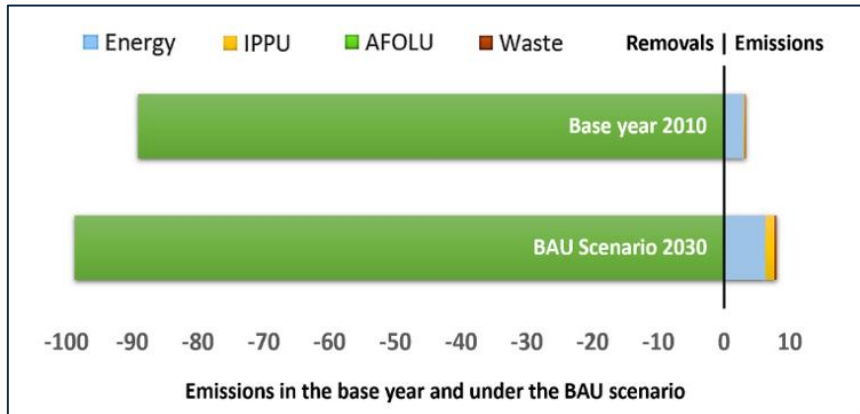 Energy IPPU AFOLU Waste Removals | Emissions
Base year 2010
BAU Scenario 2030
-100 -90 -80 -70 -60 -50 -40 -30 -20 -10 0 10
Emissions in the base year and under the BAU scenario